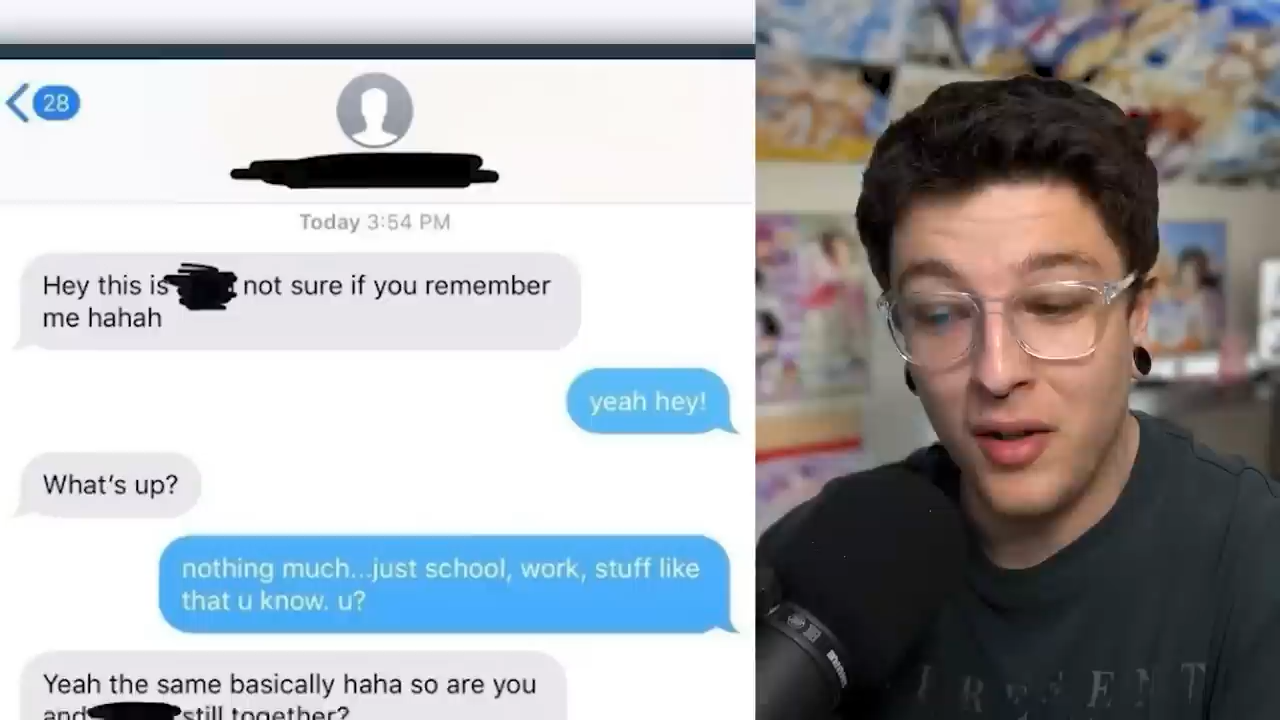 28
Today 3:54 PM
Hey this is not sure if you remember
me hahah
yeah hey!
What's up?
nothing much...just school, work, stuff like
that u know. u?
Yeah the same basically haha so are you
and still together?